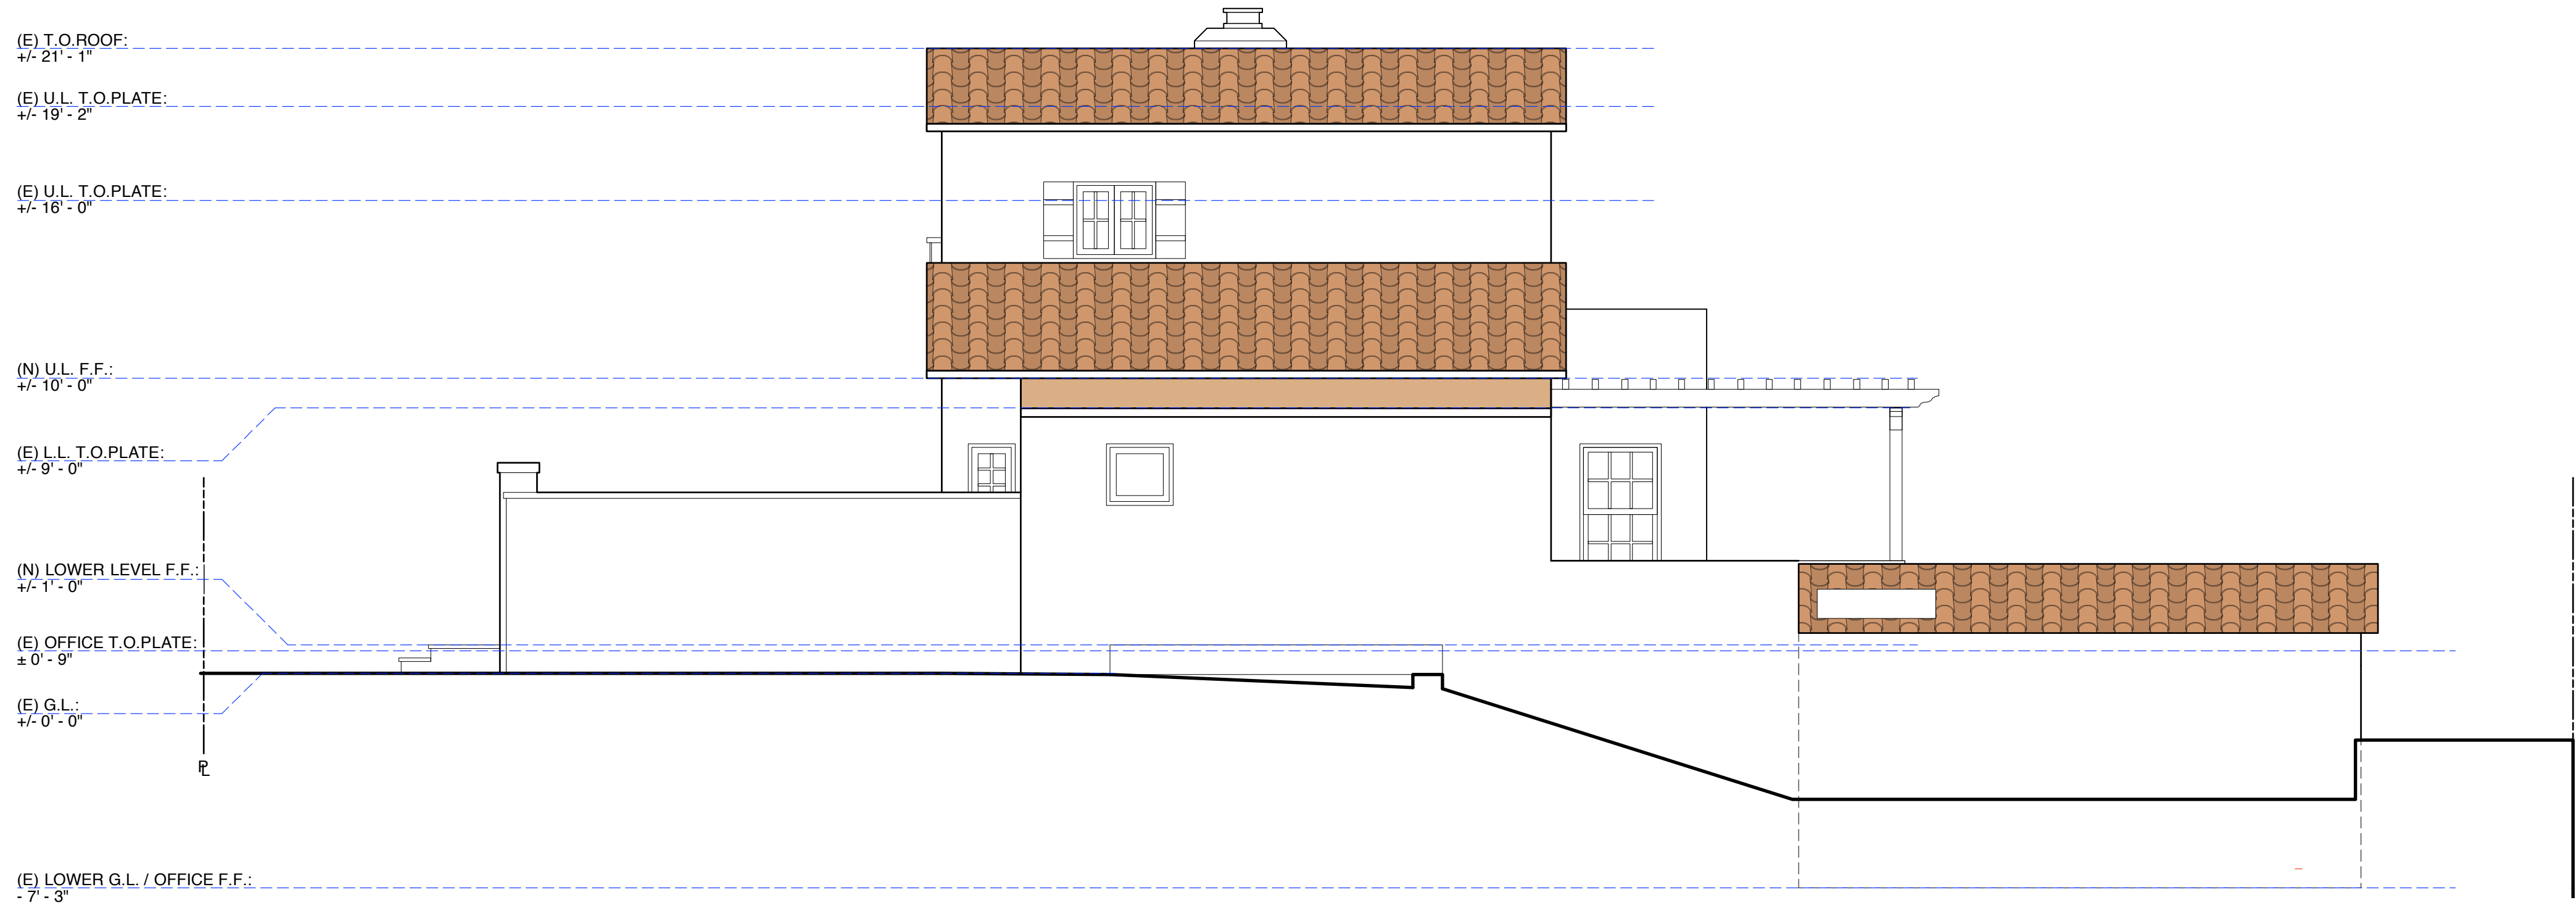 (E) T.O.ROOF:
+/- 21' - 1"
(E) U.L. T.O.PLATE:
+/- 19' - 2"
(E) U.L. T.O.PLATE:
+/- 16' - 0"
(N) U.L. F.F.:
+/- 10' - 0"
(E) L.L. T.O.PLATE:
+/- 9' - 0"
(N) LOWER LEVEL F.F.:
+/- 1' - 0"
(E) OFFICE T.O.PLATE:
± 0' - 9"
(E) G.L.:
+/- 0' - 0"
PL
(E) LOWER G.L. / OFFICE F.F.:
- 7' - 3"